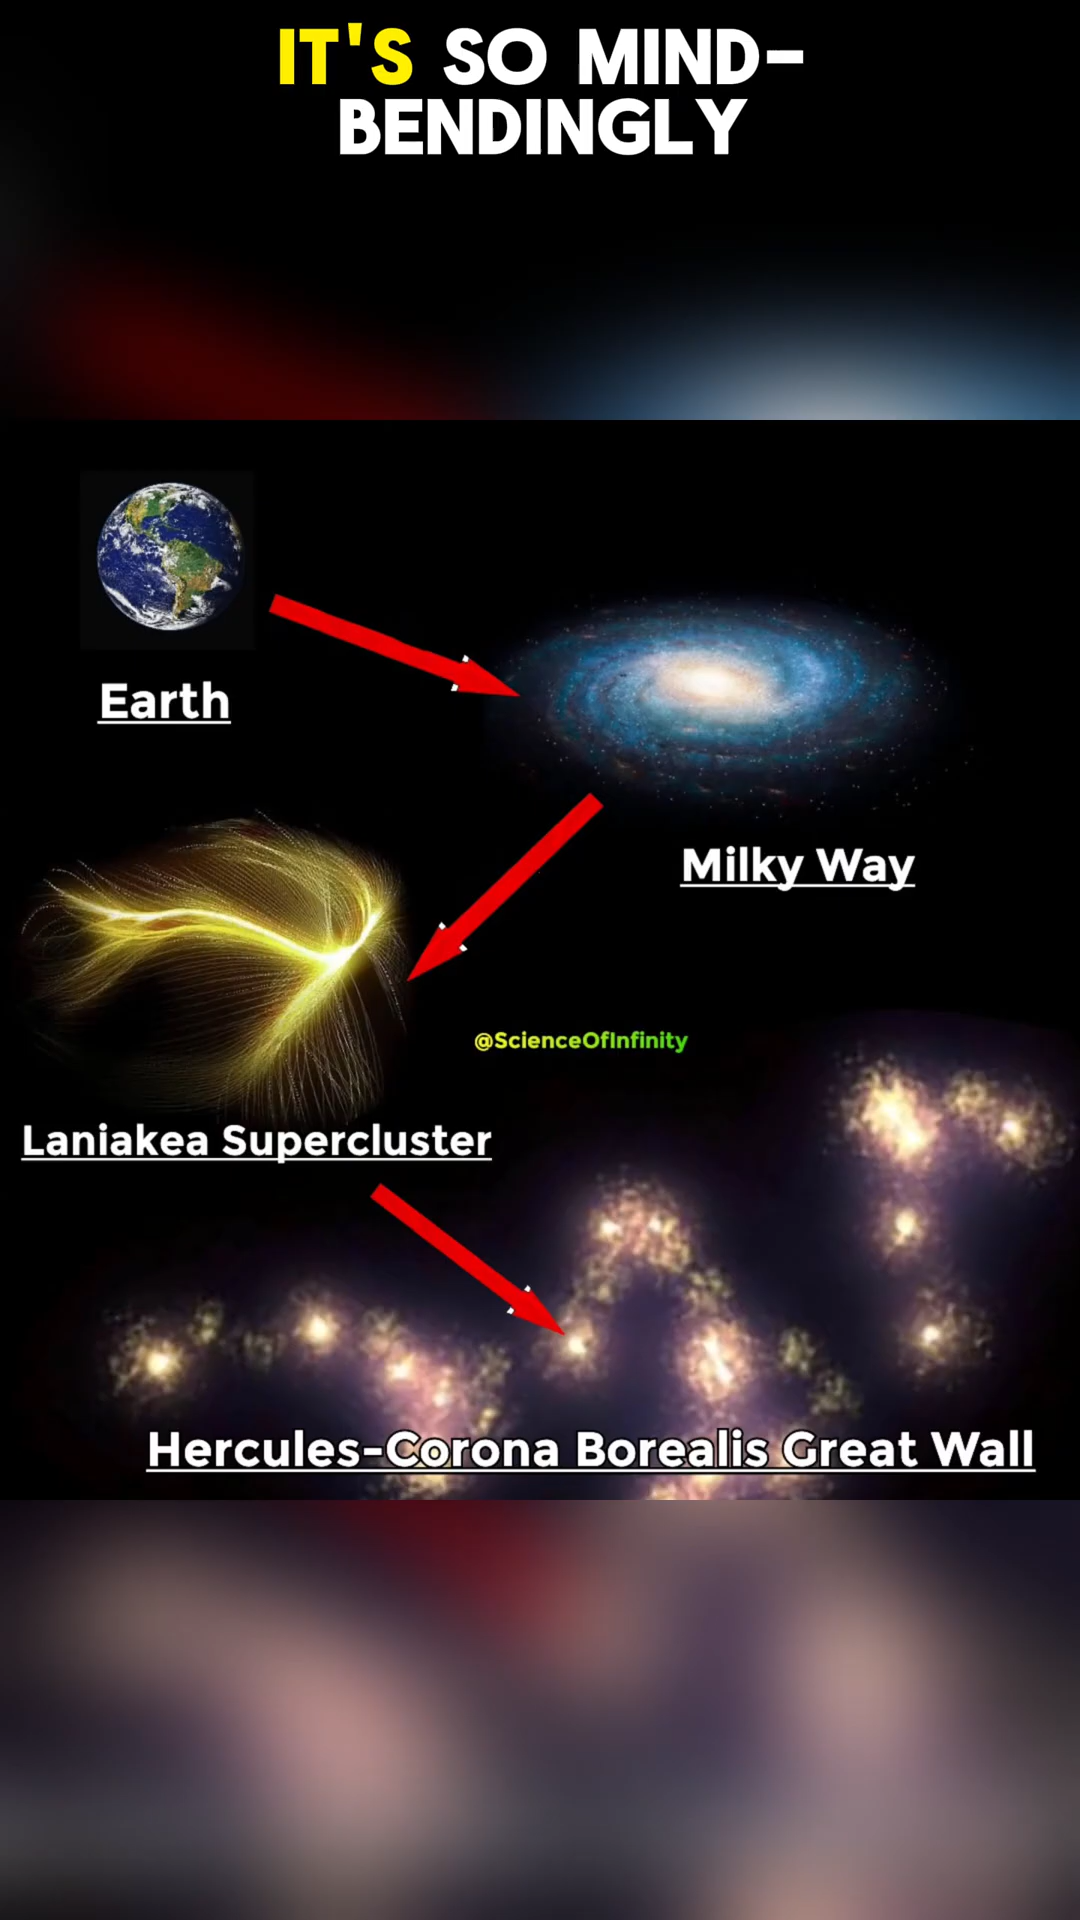 IT'S SO MIND-
BENDINGLY
Earth
Milky Way
@ScienceOfInfinity
Laniakea Supercluster
Hercules-Corona Borealis Great Wall